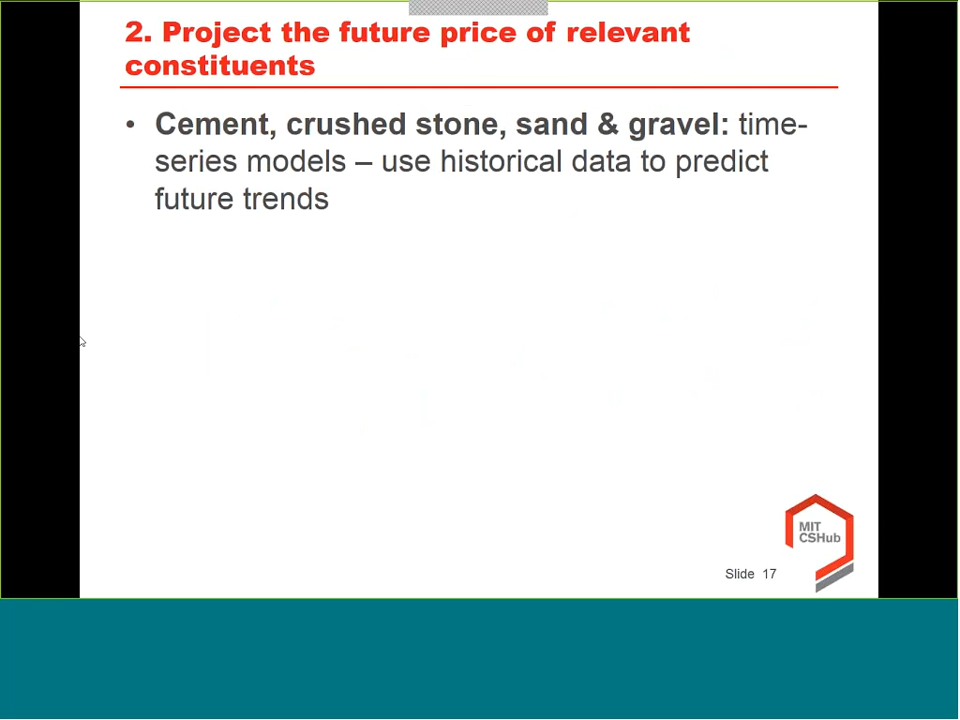 2. Project the future price of relevant
constituents
• Cement, crushed stone, sand & gravel: time-
series models – use historical data to predict
future trends
MIT
CSHub
Slide 17